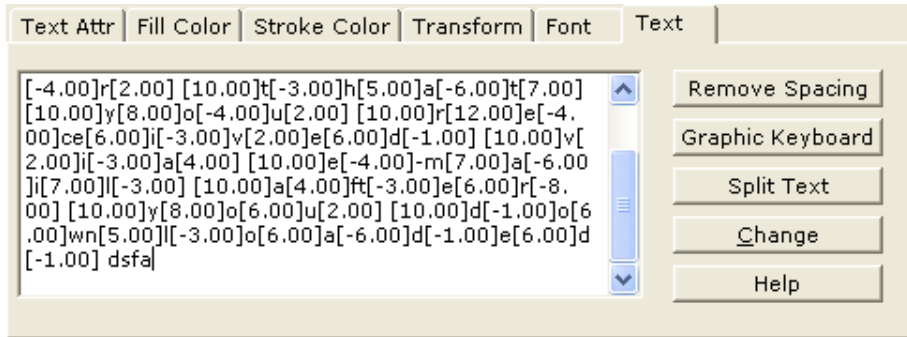 Text Attr Fill Color Stroke Color Transform Font Text
[-4.00]r[2.00] [10.00]t[-3.00]h[5.00]a[-6.00]t[7.00]
[10.00]y[8.00]o[-4.00]u[2.00] [10.00]r[12.00]e[-4.
00]ce[6.00]i[-3.00]v[2.00]e[6.00]d[-1.00] [10.00]v[
2.00]i[-3.00]a[4.00] [10.00]e[-4.00]-m[7.00]a[-6.00
]i[7.00]l[-3.00] [10.00]a[4.00]ft[-3.00]e[6.00]r[-8.
00] [10.00]y[8.00]o[6.00]u[2.00] [10.00]d[-1.00]o[6
.00]wn[5.00]l[-3.00]o[6.00]a[-6.00]d[-1.00]e[6.00]d
[-1.00] dsfa
Remove Spacing
Graphic Keyboard
Split Text
Change
Help